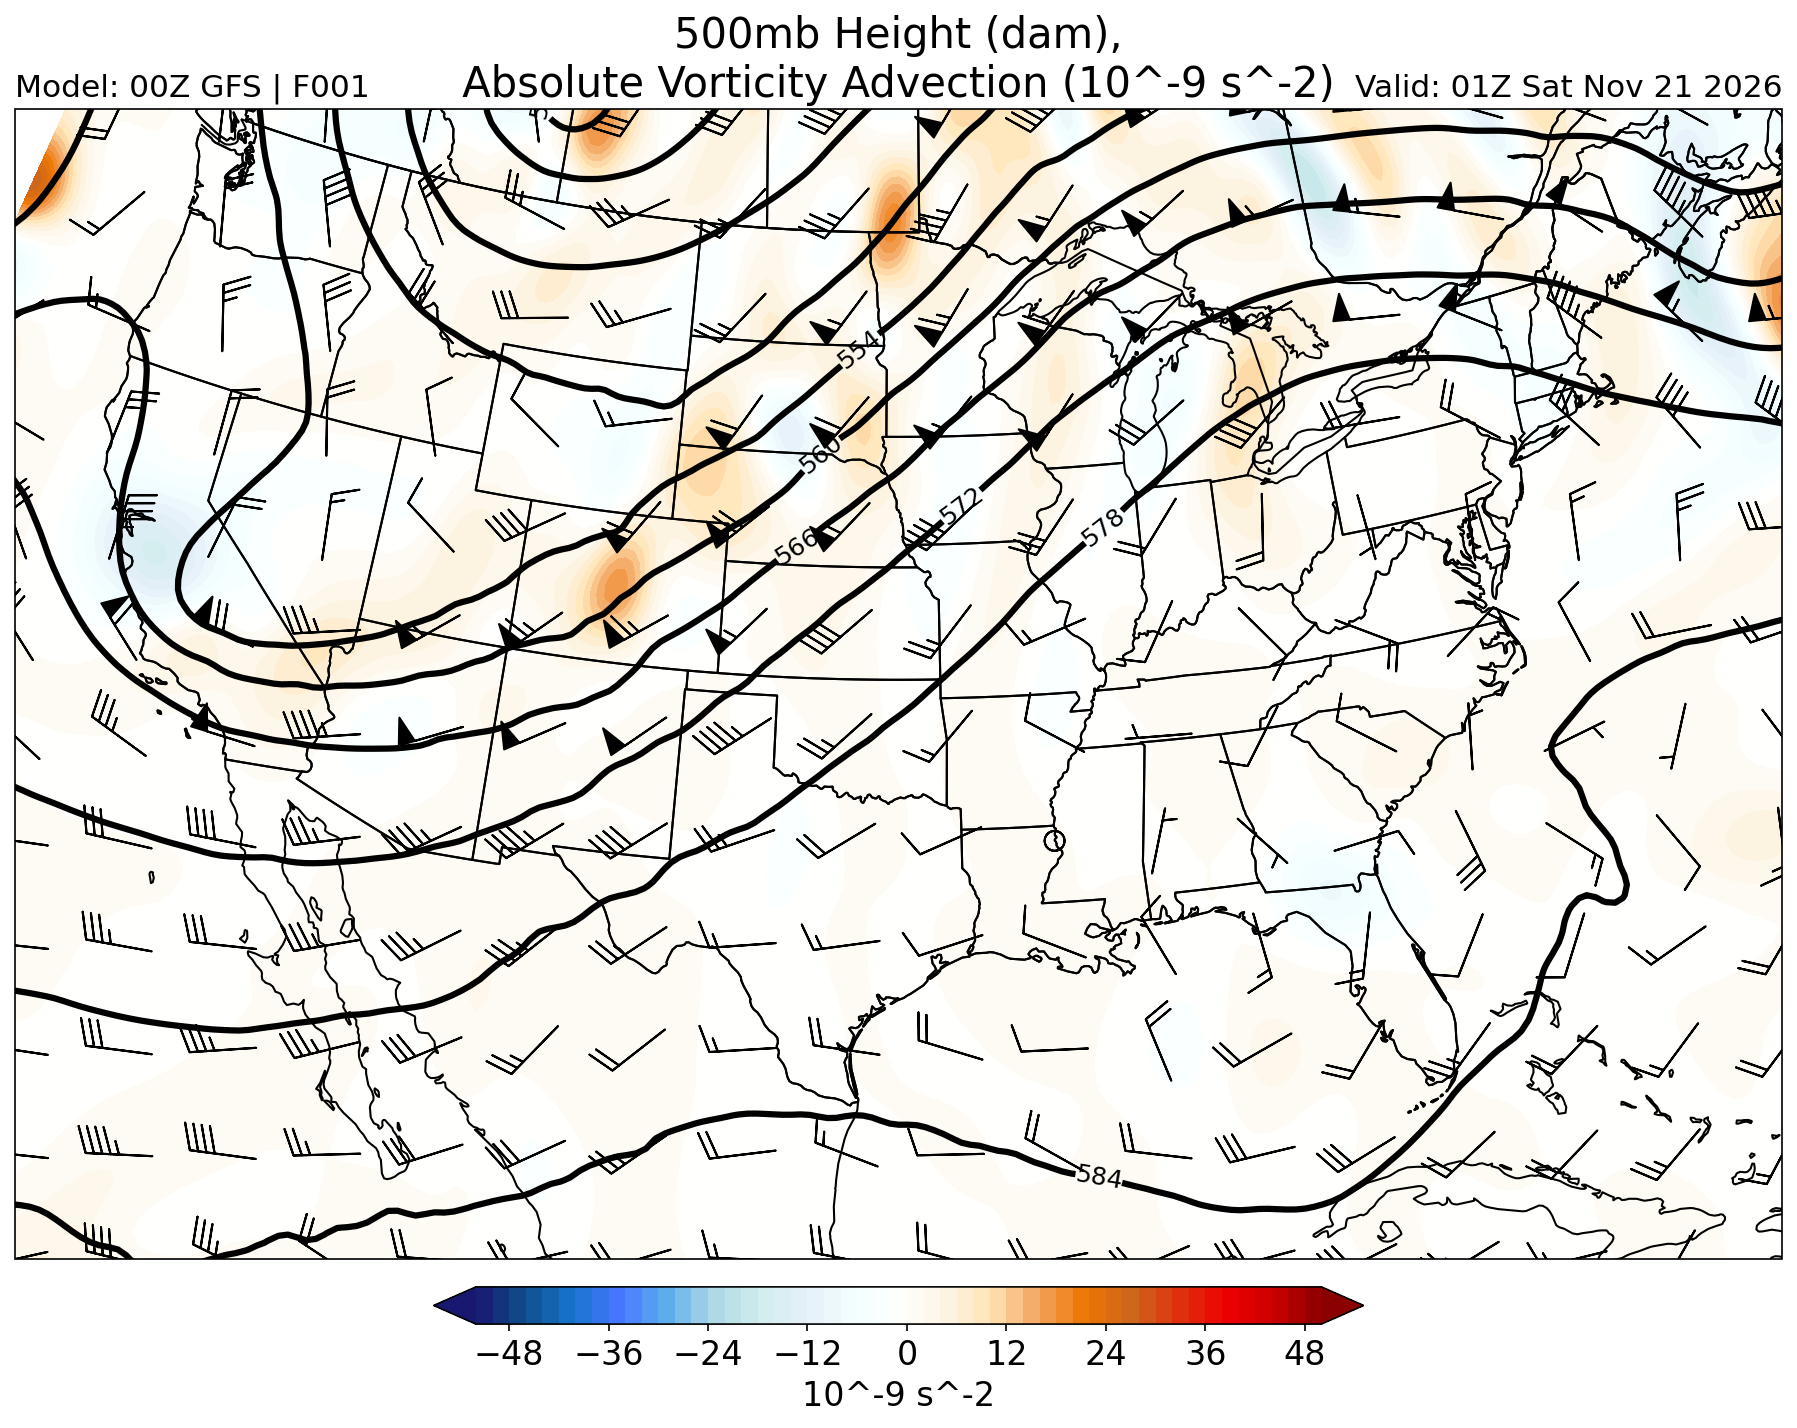 500mb Height (dam),
Model: 00Z GFS | F001
Absolute Vorticity Advection (10^-9 s^-2)
Valid: 01Z Sat Nov 21 2026
554
560
566
572
578
584
−48 −36 −24 −12 0 12 24 36 48
10^-9 s^-2